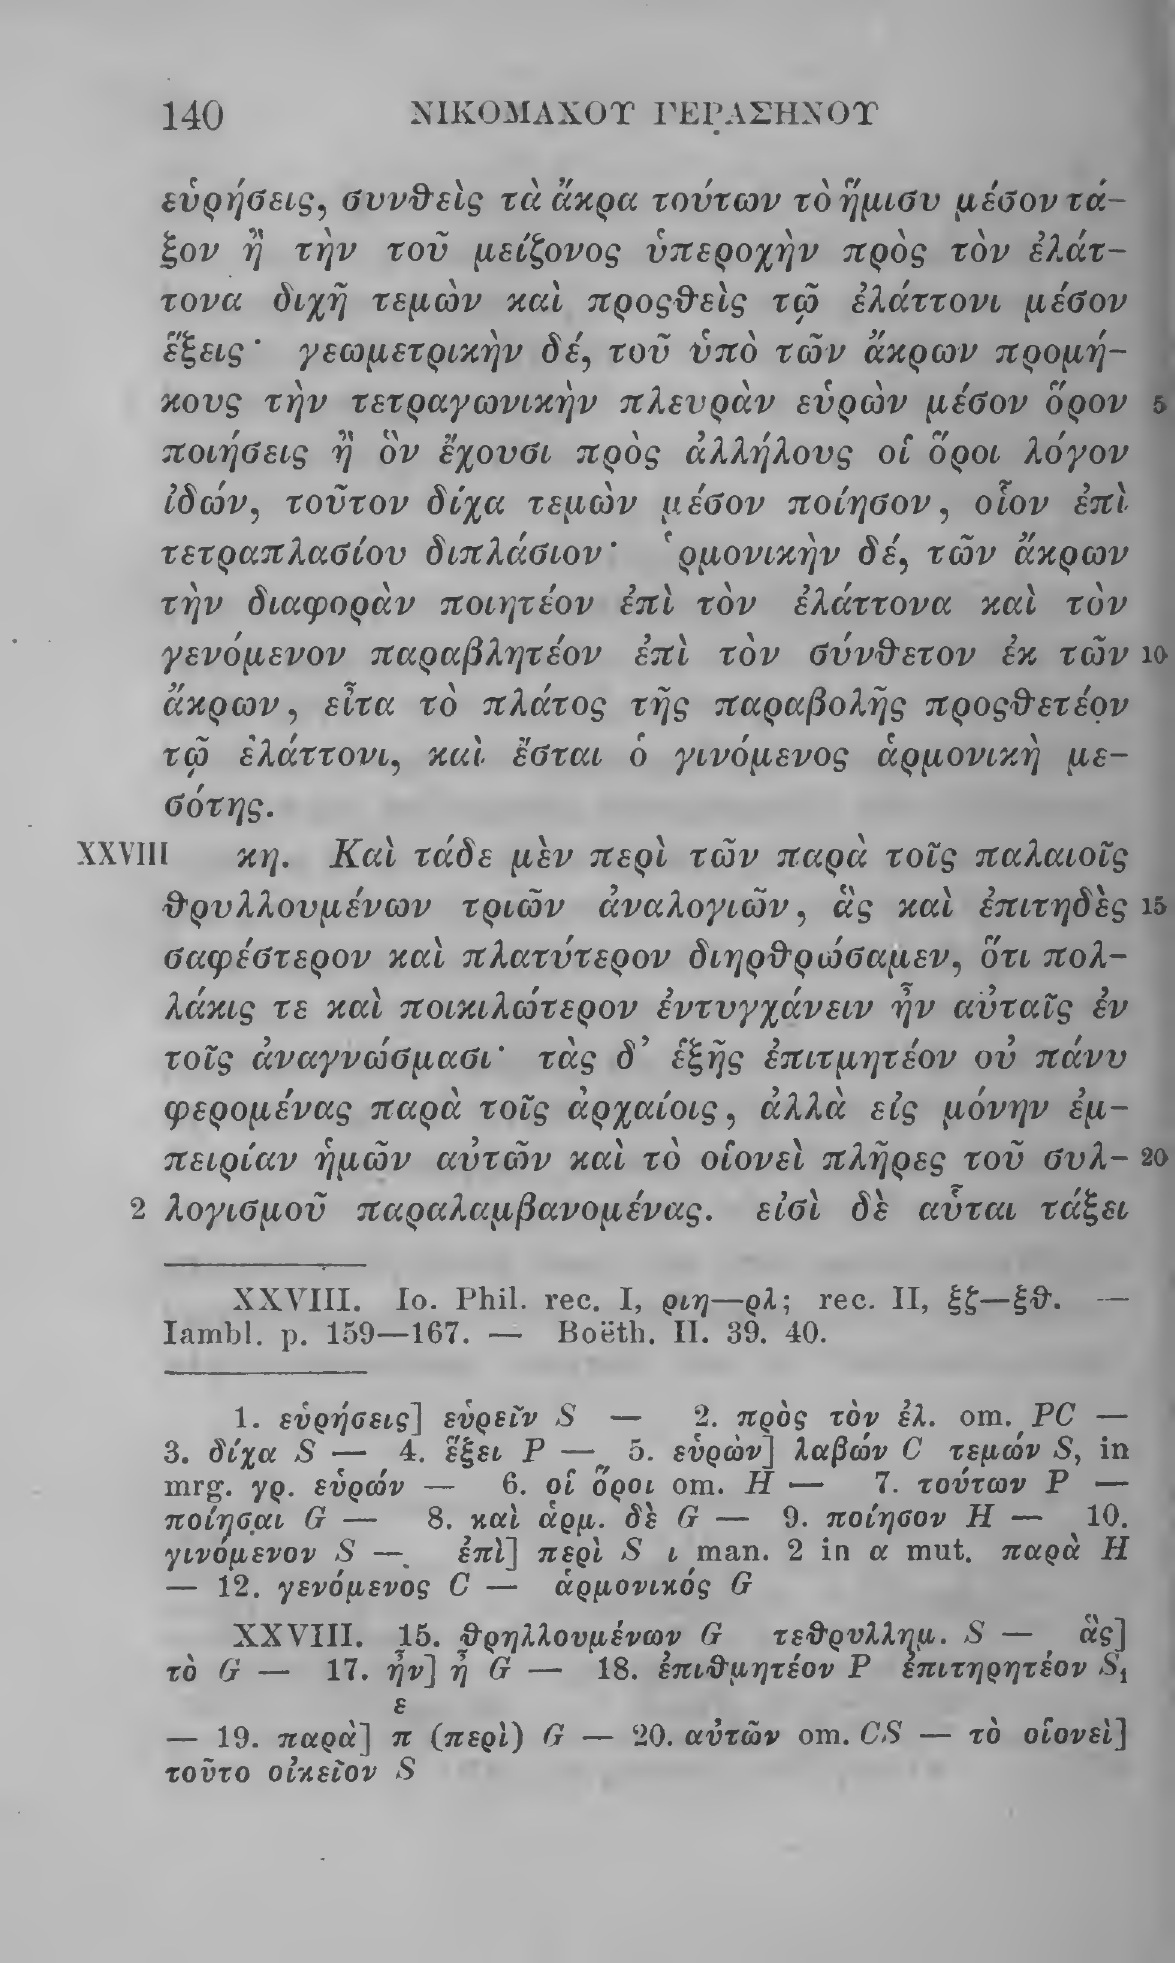 140 ΝΙΚΟΜΑΧΟΥ ΓΕΡΑΣΗΝΟΥ
εὑρήσεις, συνθεὶς τὰ ἄκρα τούτων τὸ ἥμισυ μέσον τά-
ξον ἢ τὴν τοῦ μείζονος ὑπεροχὴν πρὸς τὸν ἐλάτ-
τονα διχῆ τεμὼν καὶ προςθεὶς τῷ ἐλάττονι μέσον
ἕξεις· γεωμετρικὴν δέ, τοῦ ὑπὸ τῶν ἄκρων προμή-
κους τὴν τετραγωνικὴν πλευρὰν εὑρὼν μέσον ὅρον 5
ποιήσεις ἢ ὃν ἔχουσι πρὸς ἀλλήλους οἱ ὅροι λόγον
ἰδών, τοῦτον δίχα τεμὼν μέσον ποίησον, οἷον ἐπὶ
τετραπλασίου διπλάσιον· ῾ρμονικὴν δέ, τῶν ἄκρων
τὴν διαφορὰν ποιητέον ἐπὶ τὸν ἐλάττονα καὶ τὸν
γενόμενον παραβλητέον ἐπὶ τὸν σύνθετον ἐκ τῶν 10
ἄκρων, εἶτα τὸ πλάτος τῆς παραβολῆς προςθετέον
τῷ ἐλάττονι, καὶ ἔσται ὁ γινόμενος ἁρμονικὴ με-
σότης.
XXVIII κη. Καὶ τάδε μὲν περὶ τῶν παρὰ τοῖς παλαιοῖς
θρυλλουμένων τριῶν ἀναλογιῶν, ἃς καὶ ἐπιτηδὲς 15
σαφέστερον καὶ πλατύτερον διηρθρώσαμεν, ὅτι πολ-
λάκις τε καὶ ποικιλώτερον ἐντυγχάνειν ἦν αὐταῖς ἐν
τοῖς ἀναγνώσμασι· τὰς δ’ ἑξῆς ἐπιτμητέον οὐ πάνυ
φερομένας παρὰ τοῖς ἀρχαίοις, ἀλλὰ εἰς μόνην ἐμ-
πειρίαν ἡμῶν αὐτῶν καὶ τὸ οἱονεὶ πλῆρες τοῦ συλ- 20
2 λογισμοῦ παραλαμβανομένας. εἰσὶ δὲ αὗται τάξει
XXVIII. Io. Phil. rec. I, ριη—ρλ; rec. II, ξζ—ξθ. —
Iambl. p. 159—167. — Boëth. II. 39. 40.
1. εὑρήσεις] εὑρεῖν S — 2. πρὸς τὸν ἐλ. om. PC —
3. δίχα S — 4. ἕξει P — 5. εὑρὼν] λαβών C τεμών S, in
mrg. γρ. εὑρών — 6. οἱ ὅροι om. H — 7. τούτων P —
ποίησαι G — 8. καὶ ἁρμ. δὲ G — 9. ποίησον H — 10.
γινόμενον S — ἐπὶ] περὶ S ι man. 2 in α mut. παρὰ H
— 12. γενόμενος C — ἁρμονικός G
XXVIII. 15. θρηλλουμένων G τεθρυλλημ. S — ἃς]
τὸ G — 17. ἦν] ἡ G — 18. ἐπιθμητέον P ἐπιτηρητέον S₁
ε
— 19. παρὰ] π (περὶ) G — 20. αὐτῶν om. CS — τὸ οἱονεὶ]
τοῦτο οἰκεῖον S